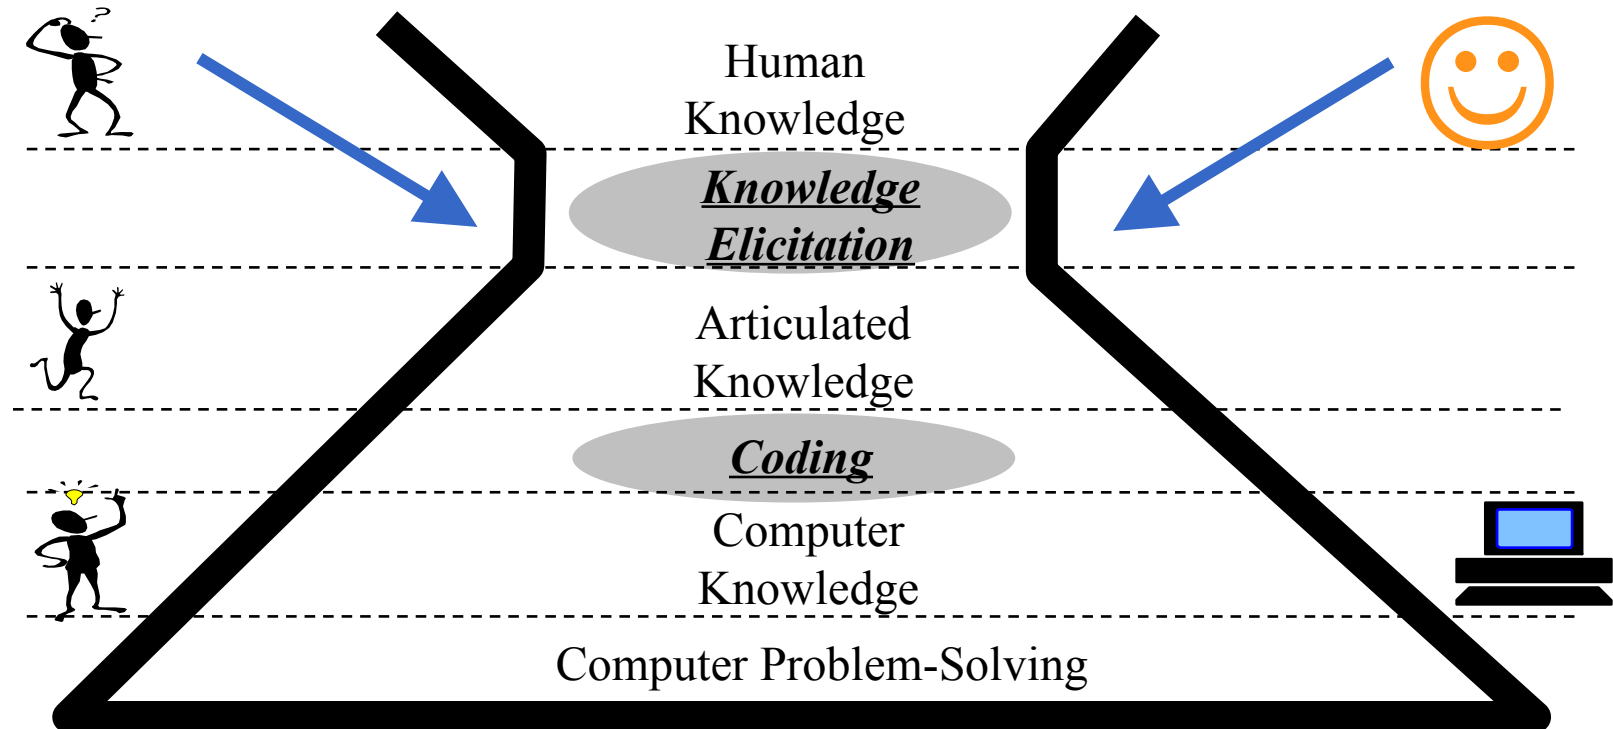 ?
Human
Knowledge
Knowledge
Elicitation
Articulated
Knowledge
Coding
Computer
Knowledge
Computer Problem-Solving